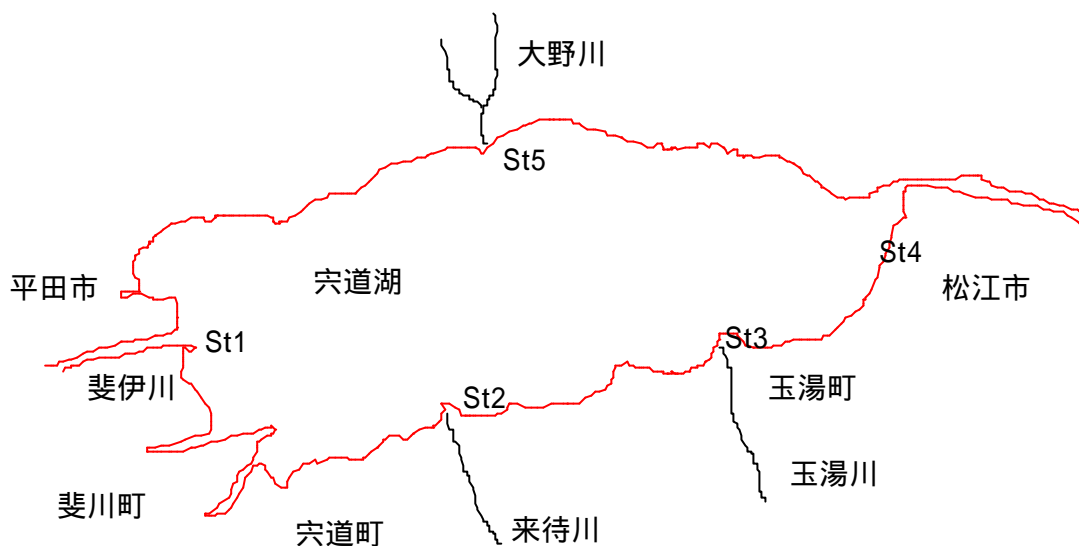 大野川
St5
St4
平田市
宍道湖
松江市
St1
St3
斐伊川
玉湯町
St2
玉湯川
斐川町
宍道町
来待川